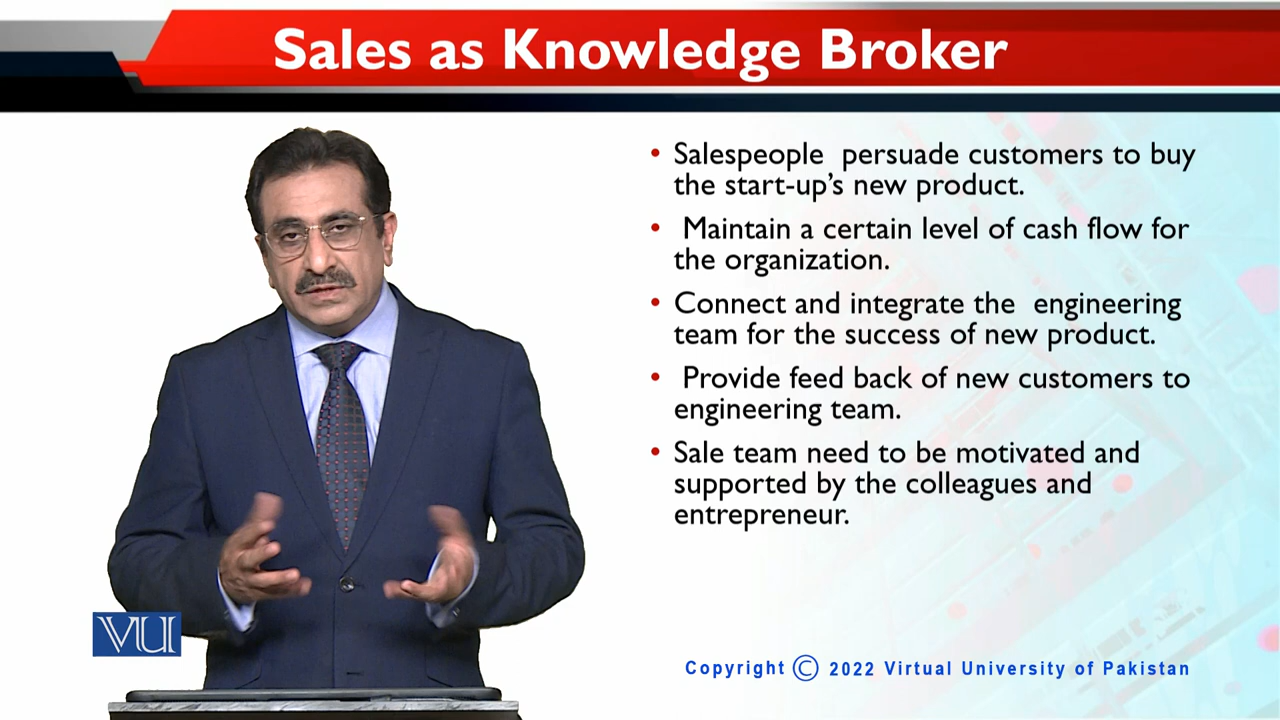 Sales as Knowledge Broker
• Salespeople persuade customers to buy
the start-up’s new product.
• Maintain a certain level of cash flow for
the organization.
• Connect and integrate the engineering
team for the success of new product.
• Provide feed back of new customers to
engineering team.
• Sale team need to be motivated and
supported by the colleagues and
entrepreneur.
VU
Copyright © 2022 Virtual University of Pakistan